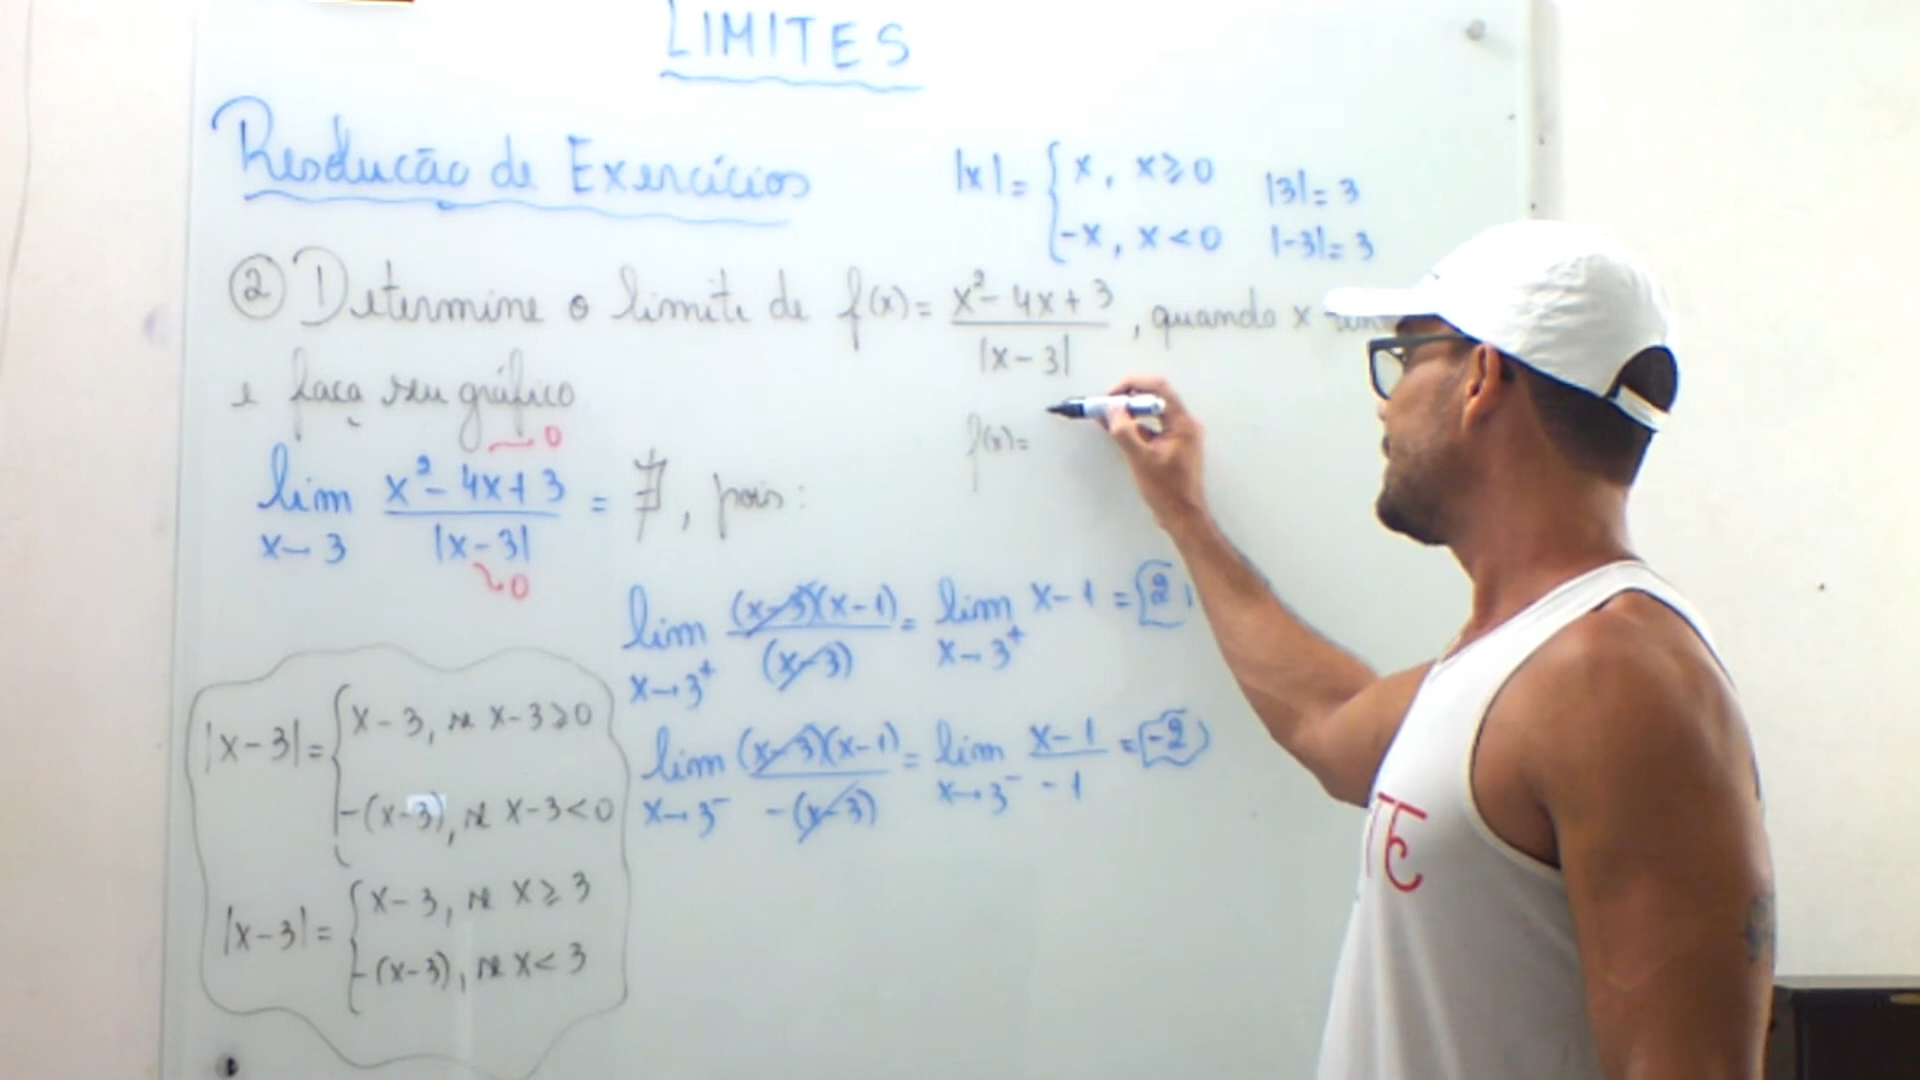 LIMITES
Resolução de Exercícios
|x| = { x, x ≥ 0
-x, x < 0
|3| = 3
|-3| = 3
② Determine o limite de f(x) = x² - 4x + 3 / |x - 3|, quando x
e faça seu gráfico
f(x) =
lim x→3 x² - 4x + 3 / |x - 3| = ∄, pois:
→ 0
→ 0
lim x→3⁺ (x-3)(x-1) / (x-3) = lim x→3⁺ x - 1 = 2
lim x→3⁻ (x-3)(x-1) / -(x-3) = lim x→3⁻ x-1 / -1 = -2
|x-3| = { x-3, se x-3 ≥ 0
-(x-3), se x-3 < 0
|x-3| = { x-3, se x ≥ 3
-(x-3), se x < 3
TE